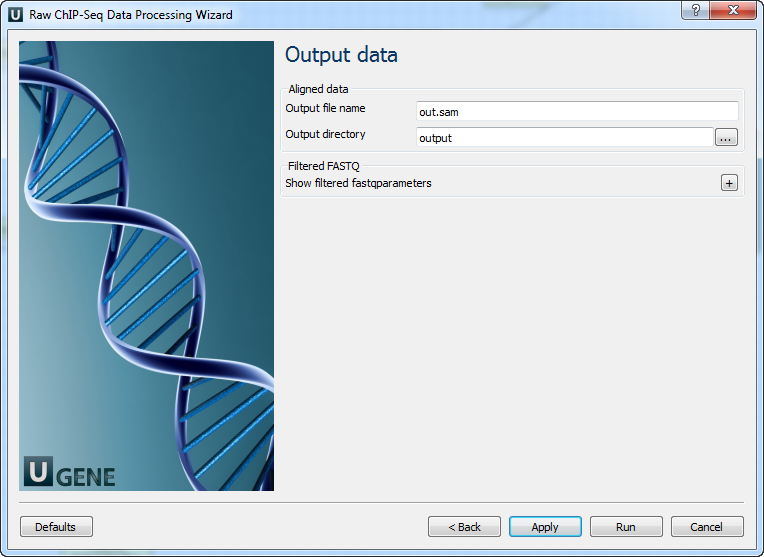 U Raw ChIP-Seq Data Processing Wizard
?
Output data
Aligned data
Output file name
out.sam
Output directory
output
...
Filtered FASTQ
Show filtered fastqparameters
+
U GENE
Defaults
< Back
Apply
Run
Cancel